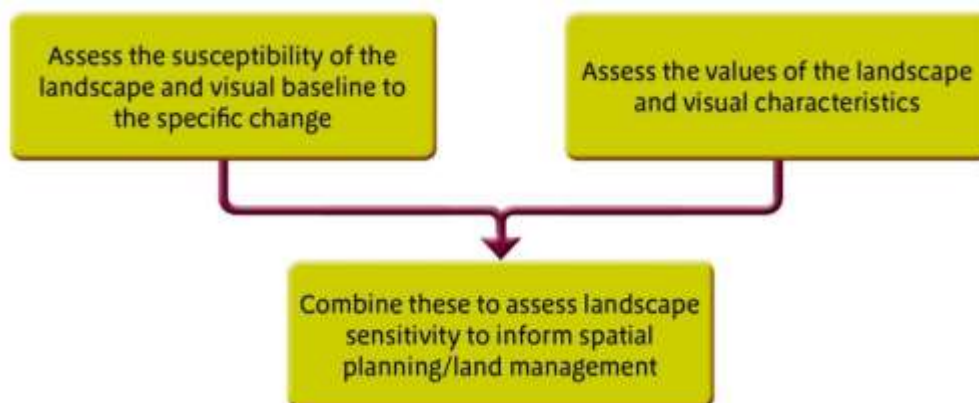 Assess the susceptibility of the
landscape and visual baseline to
the specific change
Assess the values of the landscape
and visual characteristics
Combine these to assess landscape
sensitivity to inform spatial
planning/land management